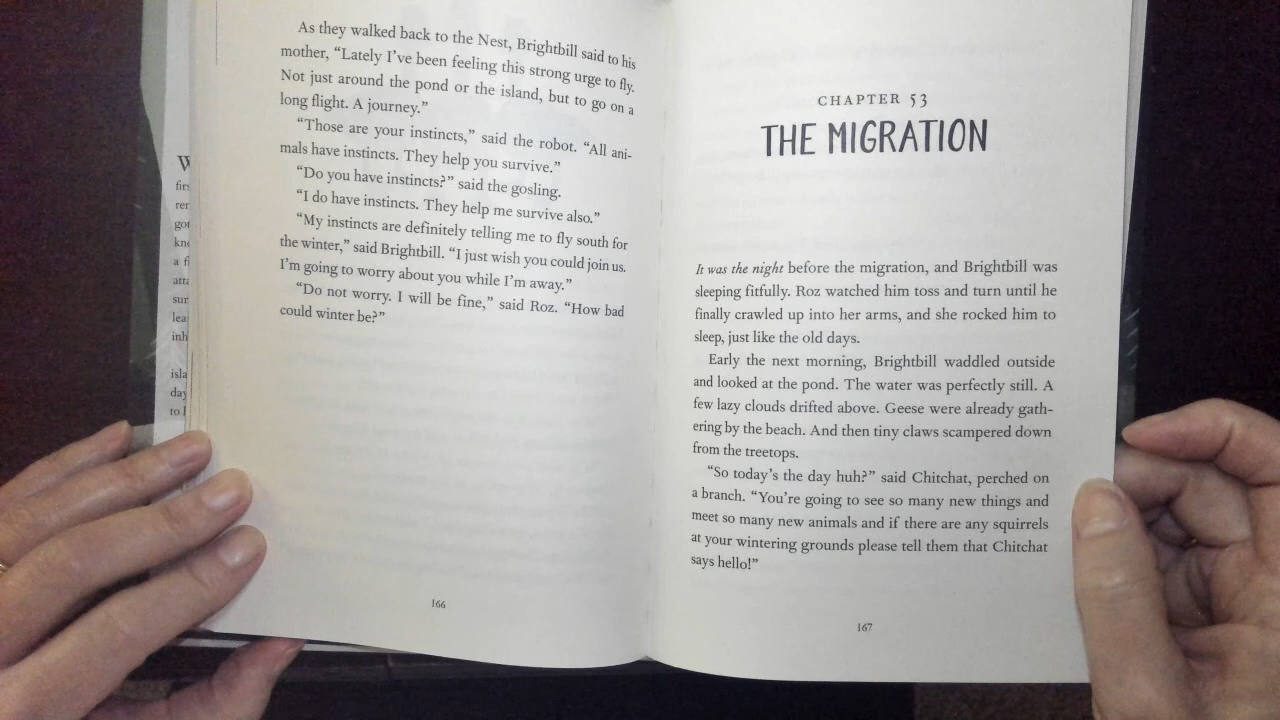 As they walked back to the Nest, Brightbill said to his
mother, “Lately I’ve been feeling this strong urge to fly.
Not just around the pond or the island, but to go on a
long flight. A journey.”
“Those are your instincts,” said the robot. “All ani-
mals have instincts. They help you survive.”
“Do you have instincts?” said the gosling.
“I do have instincts. They help me survive also.”
“My instincts are definitely telling me to fly south for
the winter,” said Brightbill. “I just wish you could join us.
I’m going to worry about you while I’m away.”
“Do not worry. I will be fine,” said Roz. “How bad
could winter be?”
166
CHAPTER 53
THE MIGRATION
It was the night before the migration, and Brightbill was
sleeping fitfully. Roz watched him toss and turn until he
finally crawled up into her arms, and she rocked him to
sleep, just like the old days.
Early the next morning, Brightbill waddled outside
and looked at the pond. The water was perfectly still. A
few lazy clouds drifted above. Geese were already gath-
ering by the beach. And then tiny claws scampered down
from the treetops.
“So today’s the day huh?” said Chitchat, perched on
a branch. “You’re going to see so many new things and
meet so many new animals and if there are any squirrels
at your wintering grounds please tell them that Chitchat
says hello!”
167